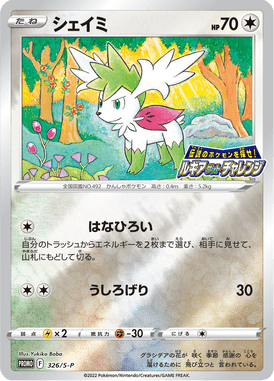 たね シェイミ HP70
伝説のポケモンを探せ!
ルギアゲットチャレンジ
全国図鑑NO.492 かんしゃポケモン 高さ:0.4m 重さ:5.2kg
はなひろい
自分のトラッシュからエネルギーを2枚まで選び、相手に見せて、
山札にもどして切る。
うしろげり 30
弱点 ×2 抵抗力 -30 にげる
Illus. Yukiko Baba
PROMO F 326/S-P
グラシデアの花が 咲く 季節 感謝の 心を
届けるために 飛び立つと 言われている。
©2022 Pokémon/Nintendo/Creatures/GAME FREAK.